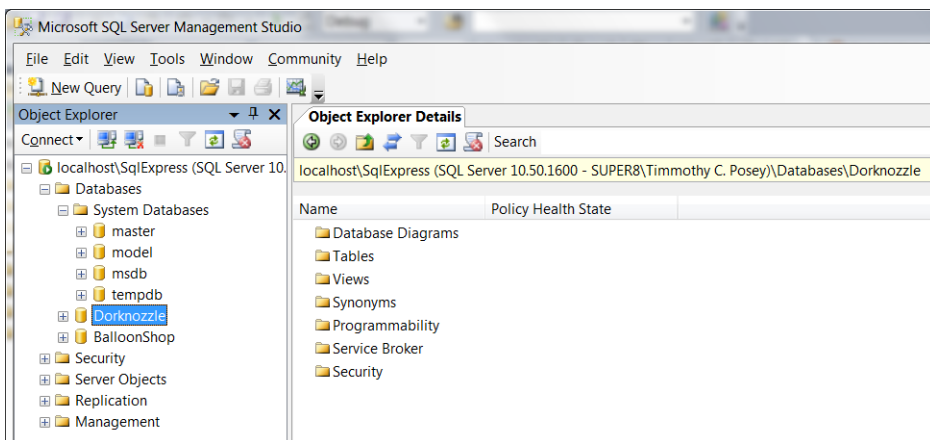 Microsoft SQL Server Management Studio
Debug
File Edit View Tools Window Community Help
New Query
Object Explorer
Connect
localhost\SqlExpress (SQL Server 10.
Databases
System Databases
master
model
msdb
tempdb
Dorknozzle
BalloonShop
Security
Server Objects
Replication
Management
Object Explorer Details
Search
localhost\SqlExpress (SQL Server 10.50.1600 - SUPER8\Timmothy C. Posey)\Databases\Dorknozzle
Name Policy Health State
Database Diagrams
Tables
Views
Synonyms
Programmability
Service Broker
Security